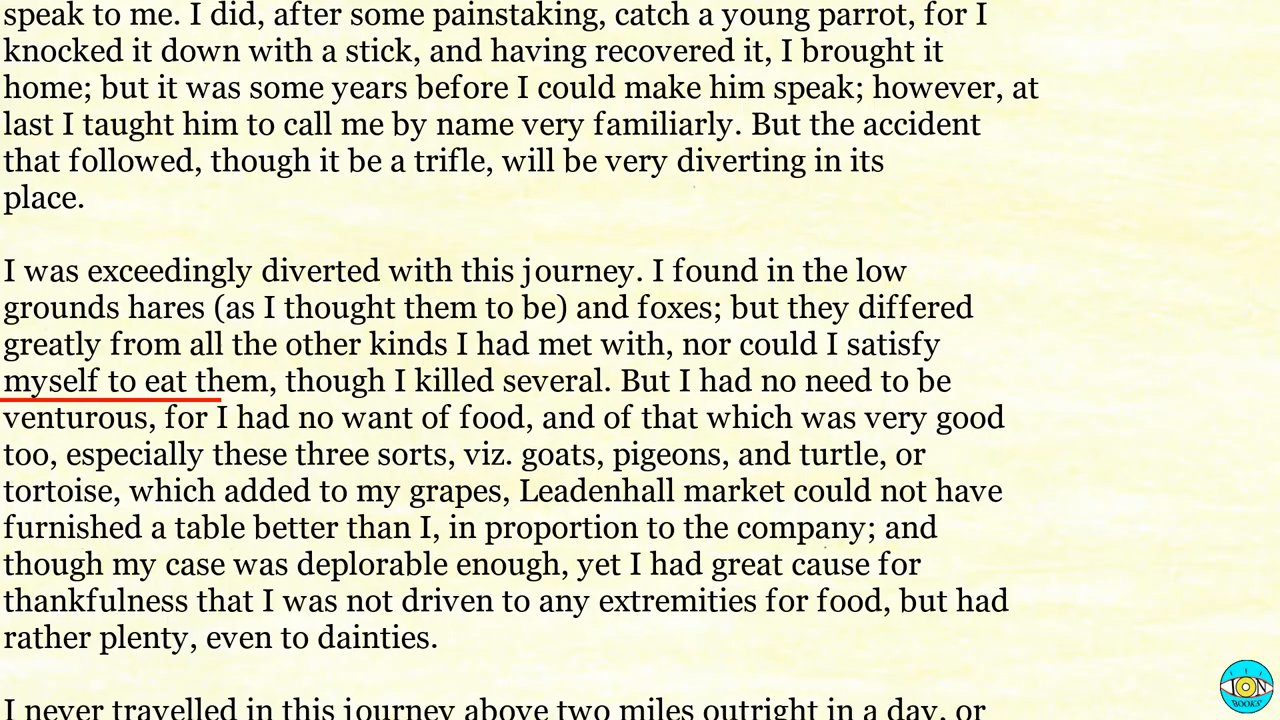 speak to me. I did, after some painstaking, catch a young parrot, for I
knocked it down with a stick, and having recovered it, I brought it
home; but it was some years before I could make him speak; however, at
last I taught him to call me by name very familiarly. But the accident
that followed, though it be a trifle, will be very diverting in its
place.
I was exceedingly diverted with this journey. I found in the low
grounds hares (as I thought them to be) and foxes; but they differed
greatly from all the other kinds I had met with, nor could I satisfy
myself to eat them, though I killed several. But I had no need to be
venturous, for I had no want of food, and of that which was very good
too, especially these three sorts, viz. goats, pigeons, and turtle, or
tortoise, which added to my grapes, Leadenhall market could not have
furnished a table better than I, in proportion to the company; and
though my case was deplorable enough, yet I had great cause for
thankfulness that I was not driven to any extremities for food, but had
rather plenty, even to dainties.
I never travelled in this journey above two miles outright in a day, or
ION
BOOKS